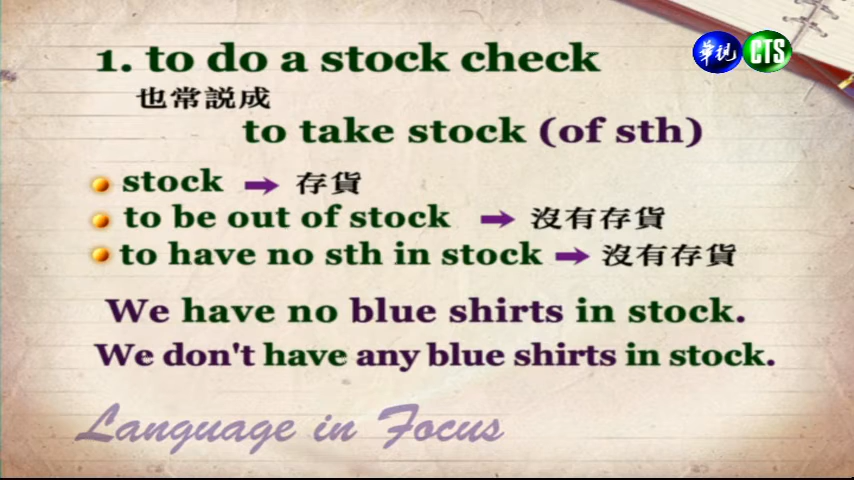 華視 CTS
1. to do a stock check
也常說成
to take stock (of sth)
stock → 存貨
to be out of stock → 沒有存貨
to have no sth in stock → 沒有存貨
We have no blue shirts in stock.
We don't have any blue shirts in stock.
Language in Focus